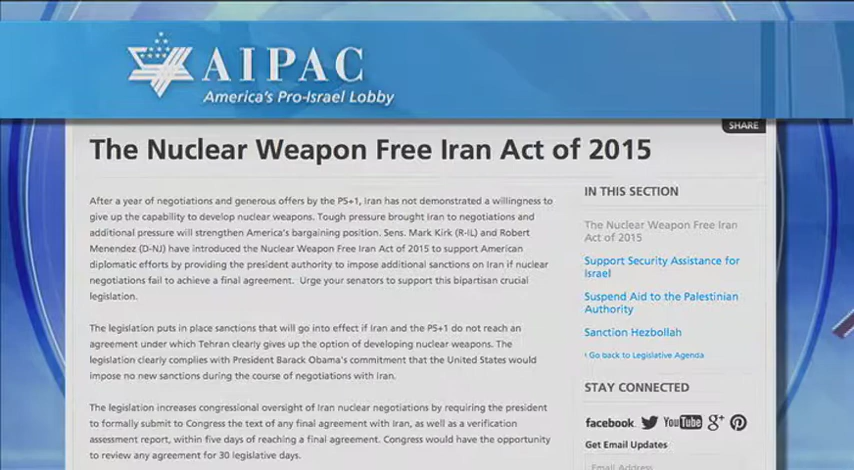 AIPAC
America's Pro-Israel Lobby
SHARE
The Nuclear Weapon Free Iran Act of 2015
After a year of negotiations and generous offers by the P5+1, Iran has not demonstrated a willingness to
give up the capability to develop nuclear weapons. Tough pressure brought Iran to negotiations and
additional pressure will strengthen America's bargaining position. Sens. Mark Kirk (R-IL) and Robert
Menendez (D-NJ) have introduced the Nuclear Weapon Free Iran Act of 2015 to support American
diplomatic efforts by providing the president authority to impose additional sanctions on Iran if nuclear
negotiations fail to achieve a final agreement. Urge your senators to support this bipartisan crucial
legislation.
The legislation puts in place sanctions that will go into effect if Iran and the P5+1 do not reach an
agreement under which Tehran clearly gives up the option of developing nuclear weapons. The
legislation clearly complies with President Barack Obama's commitment that the United States would
impose no new sanctions during the course of negotiations with Iran.
The legislation increases congressional oversight of Iran nuclear negotiations by requiring the president
to formally submit to Congress the text of any final agreement with Iran, as well as a verification
assessment report, within five days of reaching a final agreement. Congress would have the opportunity
to review any agreement for 30 legislative days.
IN THIS SECTION
The Nuclear Weapon Free Iran
Act of 2015
Support Security Assistance for
Israel
Suspend Aid to the Palestinian
Authority
Sanction Hezbollah
‹ Go back to Legislative Agenda
STAY CONNECTED
facebook YouTube g+
Get Email Updates
Email Address